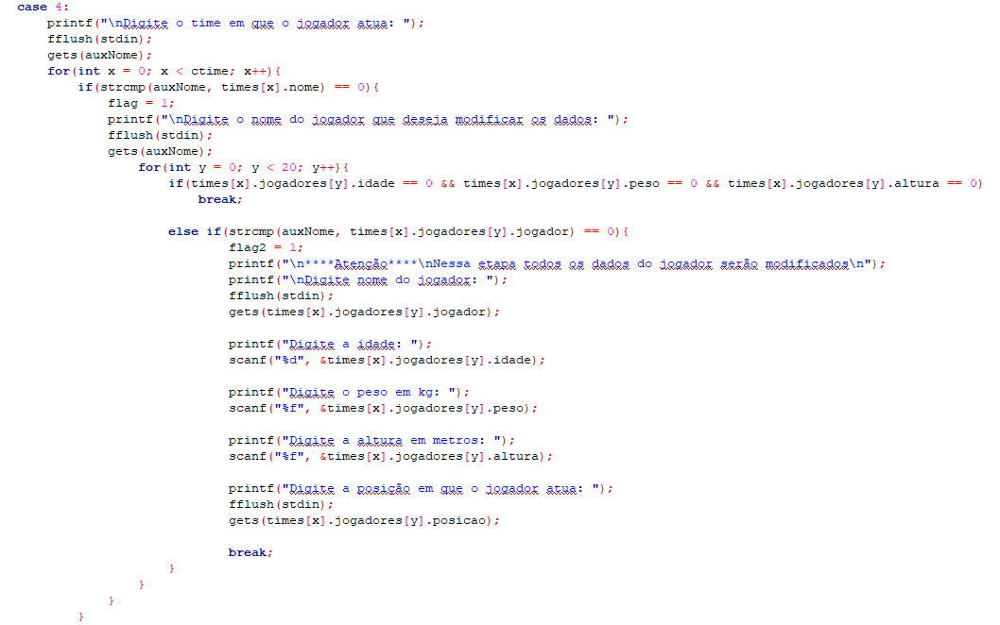 case 4:
printf("\nDigite o time em que o jogador atua: ");
fflush(stdin);
gets(auxNome);
for(int x = 0; x < ctime; x++){
if(strcmp(auxNome, times[x].nome) == 0){
flag = 1;
printf("\nDigite o nome do jogador que deseja modificar os dados: ");
fflush(stdin);
gets(auxNome);
for(int y = 0; y < 20; y++){
if(times[x].jogadores[y].idade == 0 && times[x].jogadores[y].peso == 0 && times[x].jogadores[y].altura == 0)
break;
else if(strcmp(auxNome, times[x].jogadores[y].jogador) == 0){
flag2 = 1;
printf("\n****Atenção****\nNessa etapa todos os dados do jogador serão modificados\n");
printf("\nDigite nome do jogador: ");
fflush(stdin);
gets(times[x].jogadores[y].jogador);
printf("Digite a idade: ");
scanf("%d", &times[x].jogadores[y].idade);
printf("Digite o peso em kg: ");
scanf("%f", &times[x].jogadores[y].peso);
printf("Digite a altura em metros: ");
scanf("%f", &times[x].jogadores[y].altura);
printf("Digite a posição em que o jogador atua: ");
fflush(stdin);
gets(times[x].jogadores[y].posicao);
break;
}
}
}
}